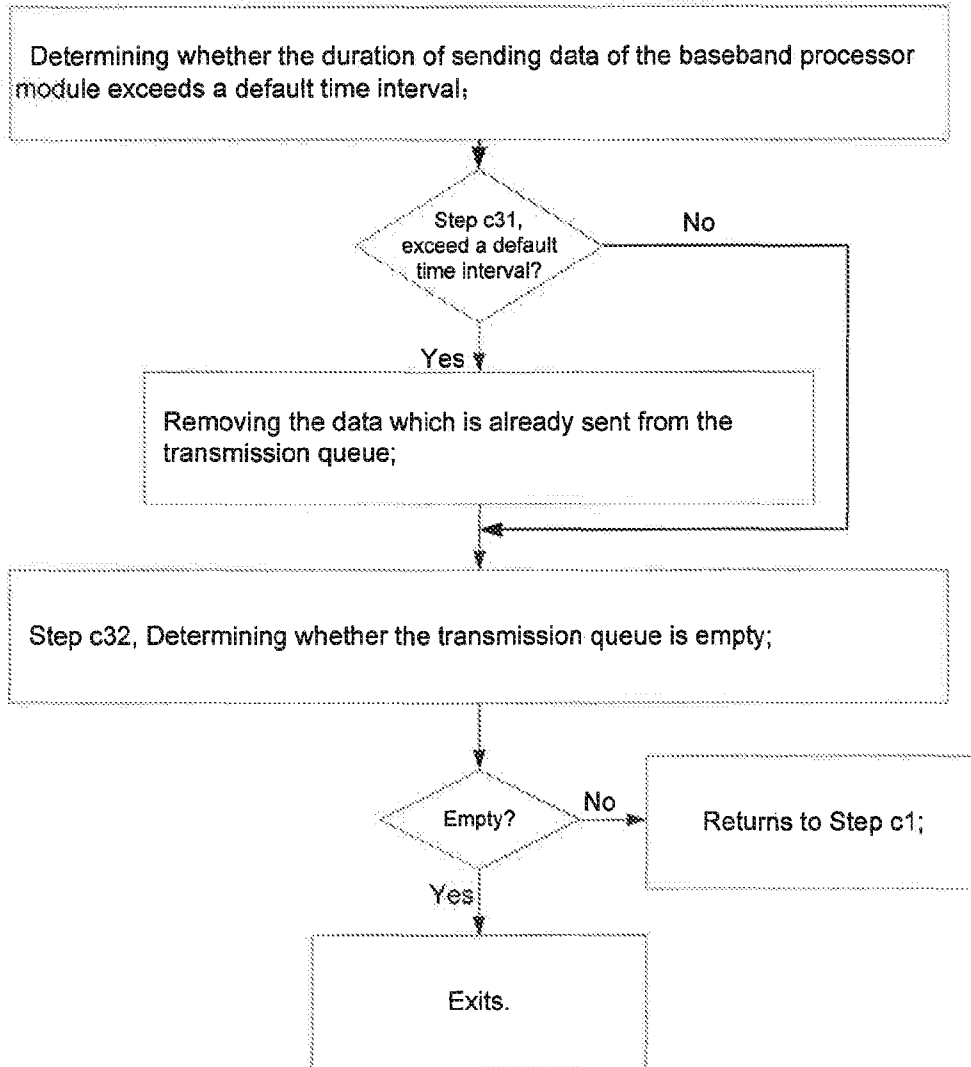 Determining whether the duration of sending data of the baseband processor
module exceeds a default time interval;
Step c31,
exceed a default
time interval?
No
Yes
Removing the data which is already sent from the
transmission queue;
Step c32, Determining whether the transmission queue is empty;
Empty?
No
Returns to Step c1;
Yes
Exits.